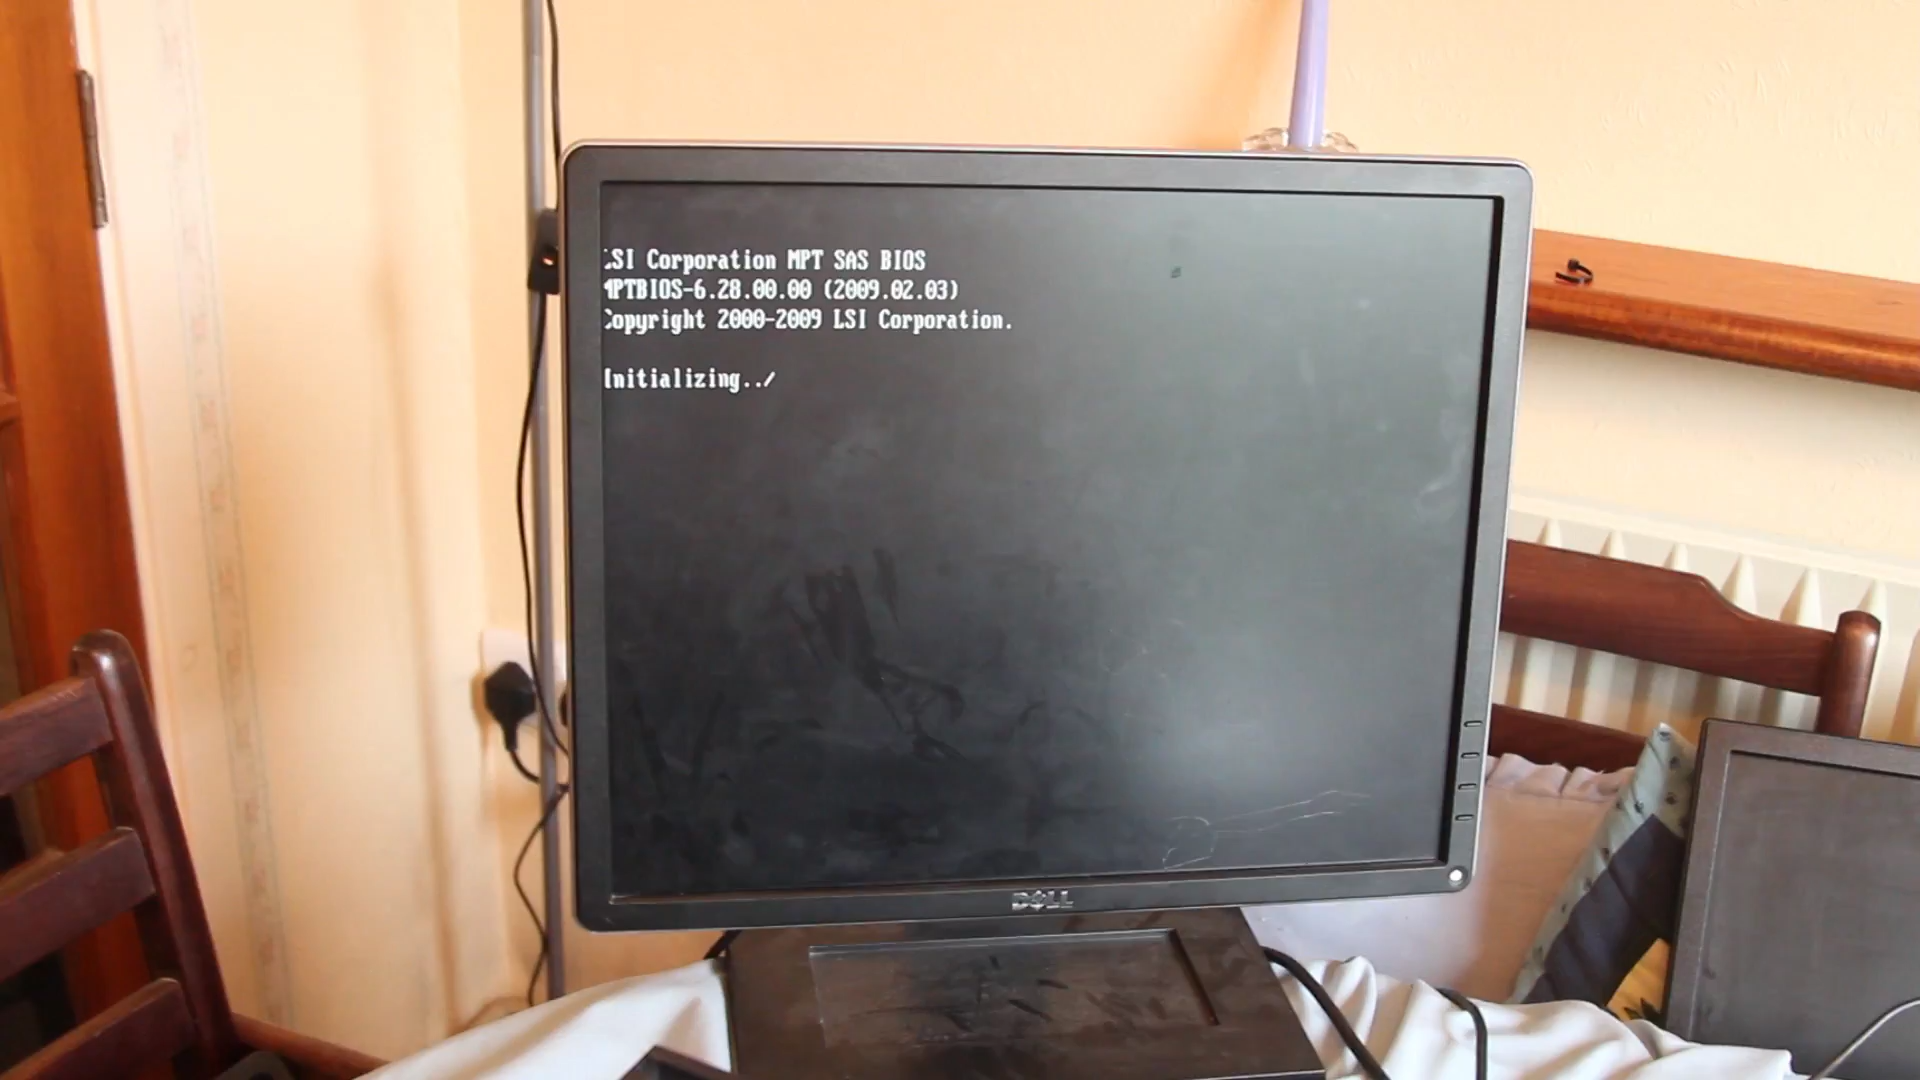 LSI Corporation MPT SAS BIOS
MPTBIOS-6.28.00.00 (2009.02.03)
Copyright 2000-2009 LSI Corporation.
Initializing../
DELL